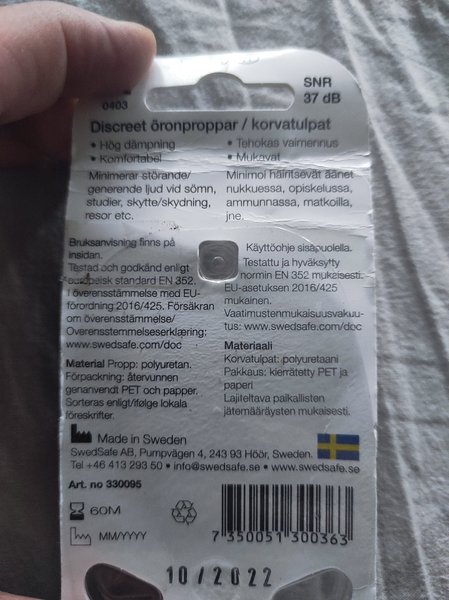 0403
SNR
37 dB
Discreet öronproppar / korvatulpat
• Hög dämpning
• Komfortabel
Minimerar störande/
generende ljud vid sömn,
studier, skytte/skydning,
resor etc.
• Tehokas vaimennus
• Mukavat
Minimoi häiritsevät äänet
nukkuessa, opiskelussa,
ammunnassa, matkoilla,
jne.
Bruksanvisning finns på
insidan.
Testad och godkänd enligt
europeisk standard EN 352.
I överensstämmelse med EU-
förordning 2016/425. Försäkran
om överensstämmelse/
Overensstemmelseserklæring:
www.swedsafe.com/doc
Material Propp: polyuretan.
Förpackning: återvunnen
genanvendt PET och papper.
Sorteras enligt/ifølge lokala
föreskrifter.
Käyttöohje sisäpuolella.
Testattu ja hyväksytty
normin EN 352 mukaisesti.
EU-asetuksen 2016/425
mukainen.
Vaatimustenmukaisuusvakuu-
tus: www.swedsafe.com/doc
Materiaali
Korvatulpat: polyuretaani
Pakkaus: kierrätetty PET ja
paperi
Lajiteltava paikallisten
jätemääräysten mukaisesti.
Made in Sweden
SwedSafe AB, Pumpvägen 4, 243 93 Höör, Sweden.
Tel +46 413 293 50 • info@swedsafe.se • www.swedsafe.se
Art. no 330095
60M
MM/YYYY
7 350051 300363
10/2022